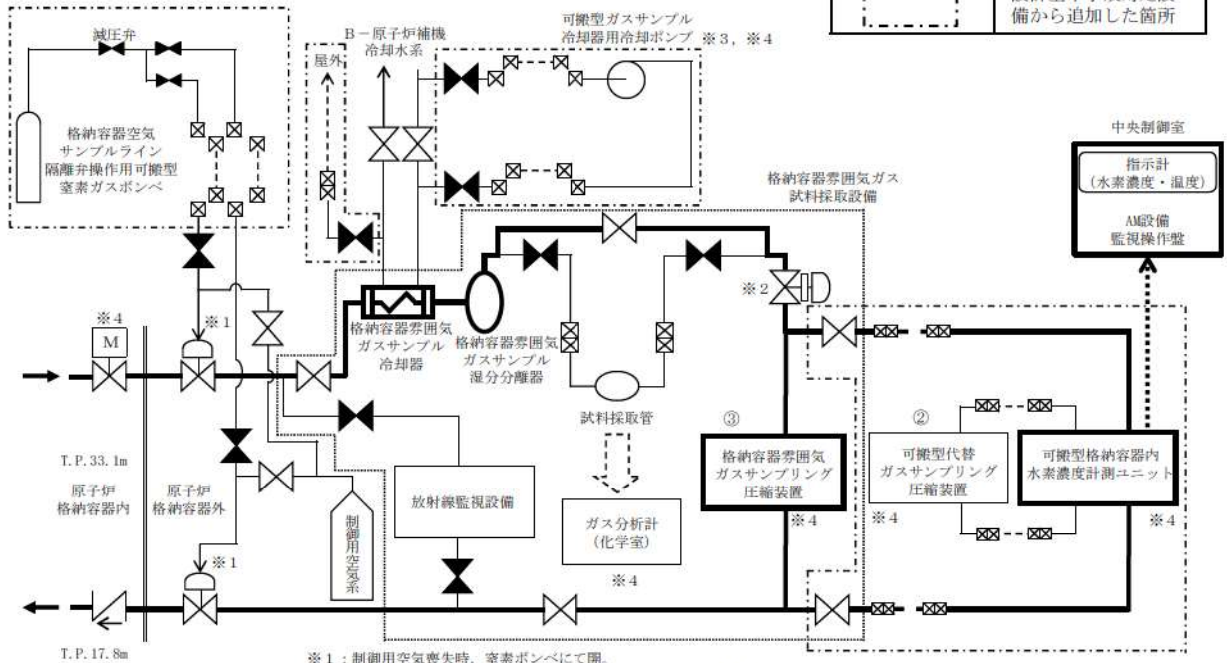 備から追加した箇所
減圧弁
格納容器空気
サンプルライン
隔離弁操作用可搬型
窒素ガスボンベ
屋外
B－原子炉補機
冷却水系
可搬型ガスサンプル
冷却器用冷却ポンプ ※3，※4
格納容器雰囲気ガス
試料採取設備
中央制御室
指示計
（水素濃度・温度）
AM設備
監視操作盤
※4
M
※1
格納容器雰囲気
ガスサンプル
冷却器
格納容器雰囲気
ガスサンプル
湿分分離器
※2
試料採取管
T.P.33.1m
原子炉
格納容器内
原子炉
格納容器外
制御用空気系
放射線監視設備
ガス分析計
（化学室）
※4
③
格納容器雰囲気
ガスサンプリング
圧縮装置
※4
②
可搬型代替
ガスサンプリング
圧縮装置
※4
可搬型格納容器内
水素濃度計測ユニット
※4
※1
T.P.17.8m
※1：制御用空気喪失時，窒素ボンベにて開。